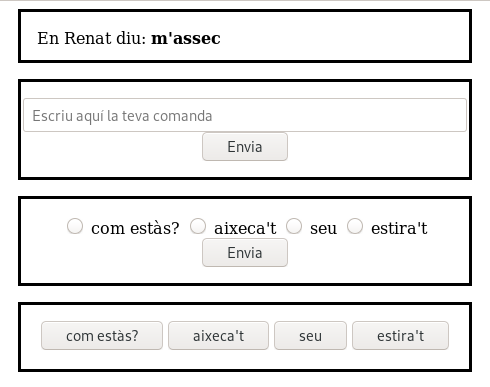 En Renat diu: m'assec
Escriu aquí la teva comanda
Envia
com estàs? aixeca't seu estira't
Envia
com estàs? aixeca't seu estira't